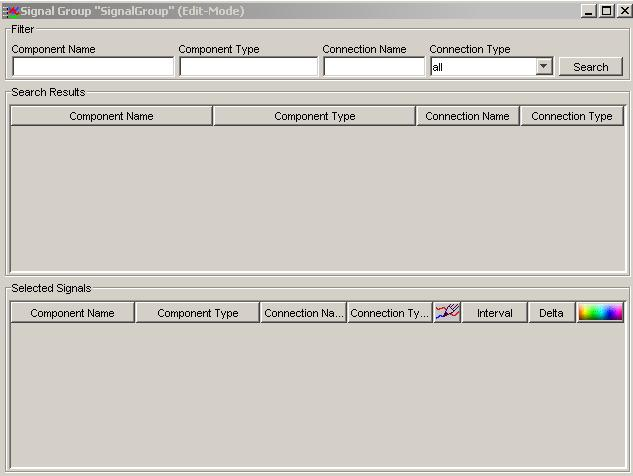 Signal Group "SignalGroup" (Edit-Mode)
Filter
Component Name Component Type Connection Name Connection Type
all Search
Search Results
Component Name Component Type Connection Name Connection Type
Selected Signals
Component Name Component Type Connection Na... Connection Ty... Interval Delta